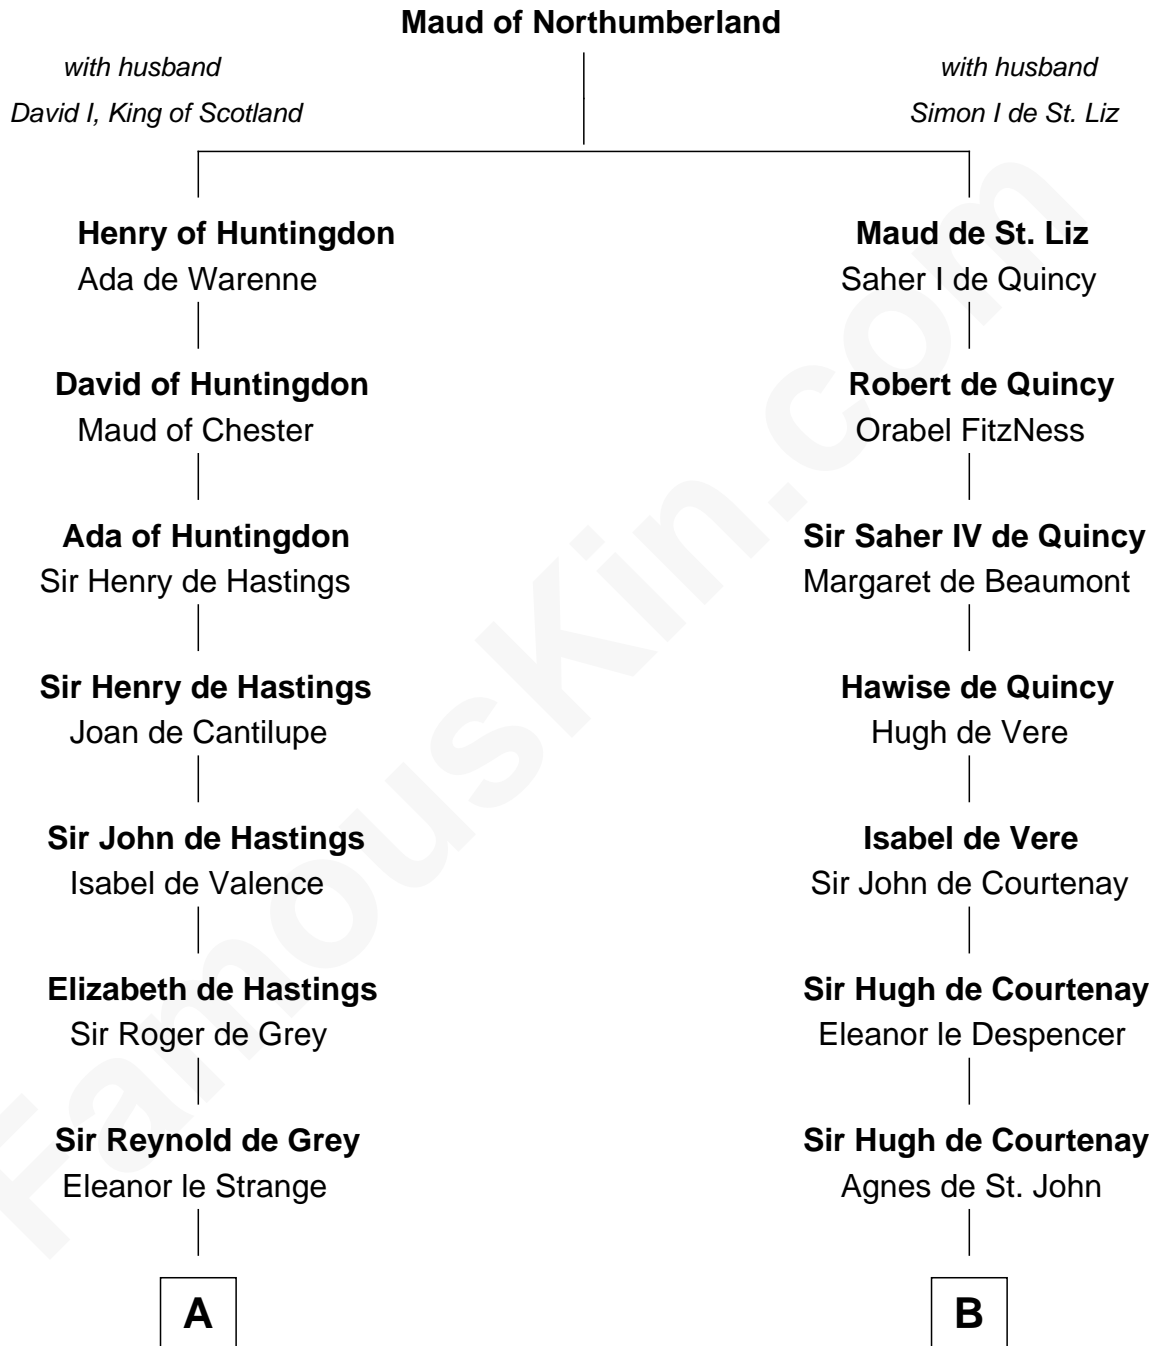 Maud of Northumberland
with husband
David I, King of Scotland
with husband
Simon I de St. Liz
Henry of Huntingdon
Ada de Warenne
Maud de St. Liz
Saher I de Quincy
David of Huntingdon
Maud of Chester
Robert de Quincy
Orabel FitzNess
Ada of Huntingdon
Sir Henry de Hastings
Sir Saher IV de Quincy
Margaret de Beaumont
Sir Henry de Hastings
Joan de Cantilupe
Hawise de Quincy
Hugh de Vere
Sir John de Hastings
Isabel de Valence
Isabel de Vere
Sir John de Courtenay
Elizabeth de Hastings
Sir Roger de Grey
Sir Hugh de Courtenay
Eleanor le Despencer
Sir Reynold de Grey
Eleanor le Strange
Sir Hugh de Courtenay
Agnes de St. John
A
B
FamousKin.com